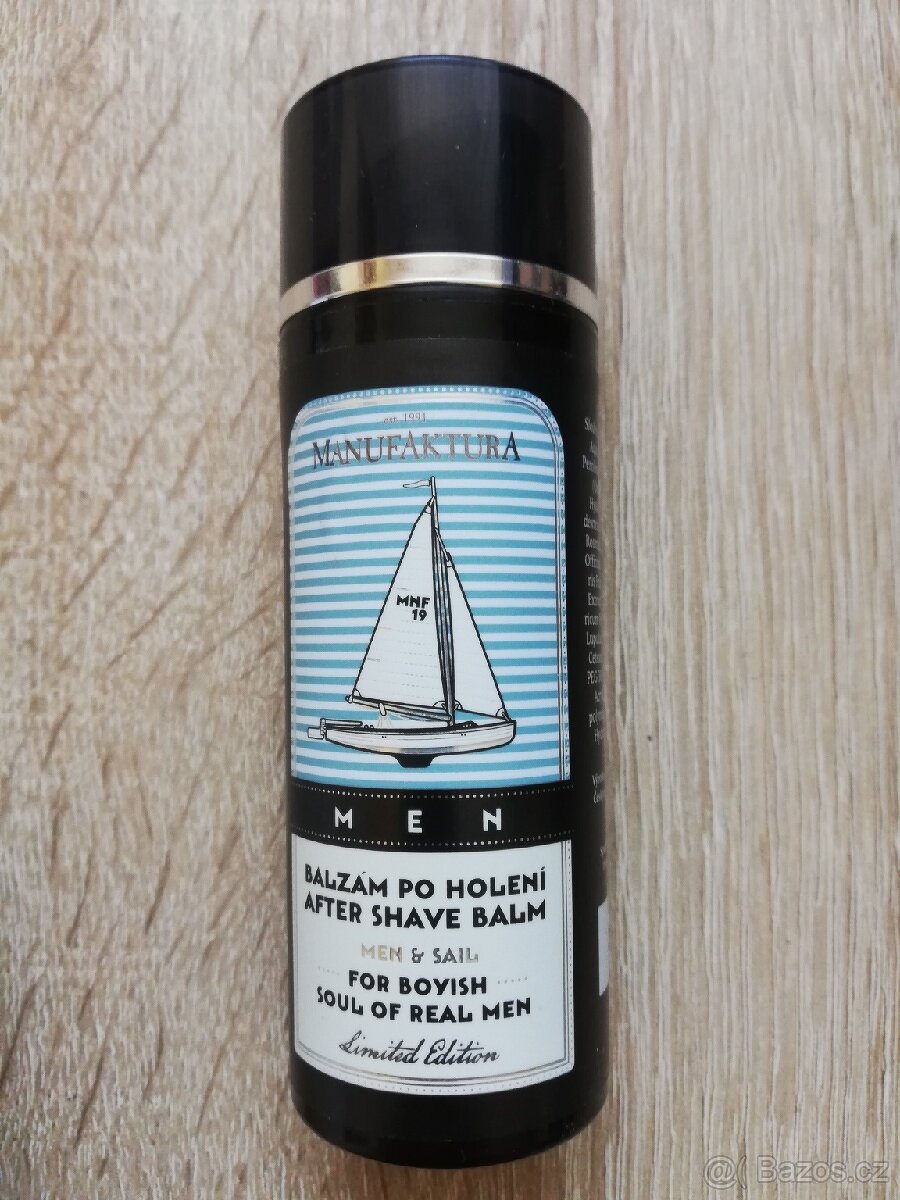 est. 1991
MANUFAKTURA
MNF
19
MEN
BALZÁM PO HOLENÍ
AFTER SHAVE BALM
MEN & SAIL
FOR BOYISH
SOUL OF REAL MEN
Limited Edition
@( Bazos.cz